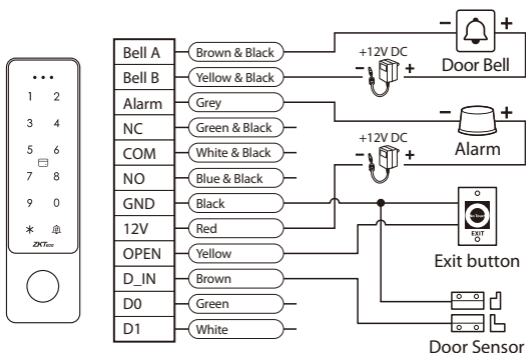 1 2
3 4
5 6
7 8
9 0
*
ZKTeco
Bell A Brown & Black
Bell B Yellow & Black
Alarm Grey
NC Green & Black
COM White & Black
NO Blue & Black
GND Black
12V Red
OPEN Yellow
D_IN Brown
D0 Green
D1 White
- +
Door Bell
+12V DC
- +
- +
Alarm
+12V DC
- +
EXIT
Exit button
Door Sensor